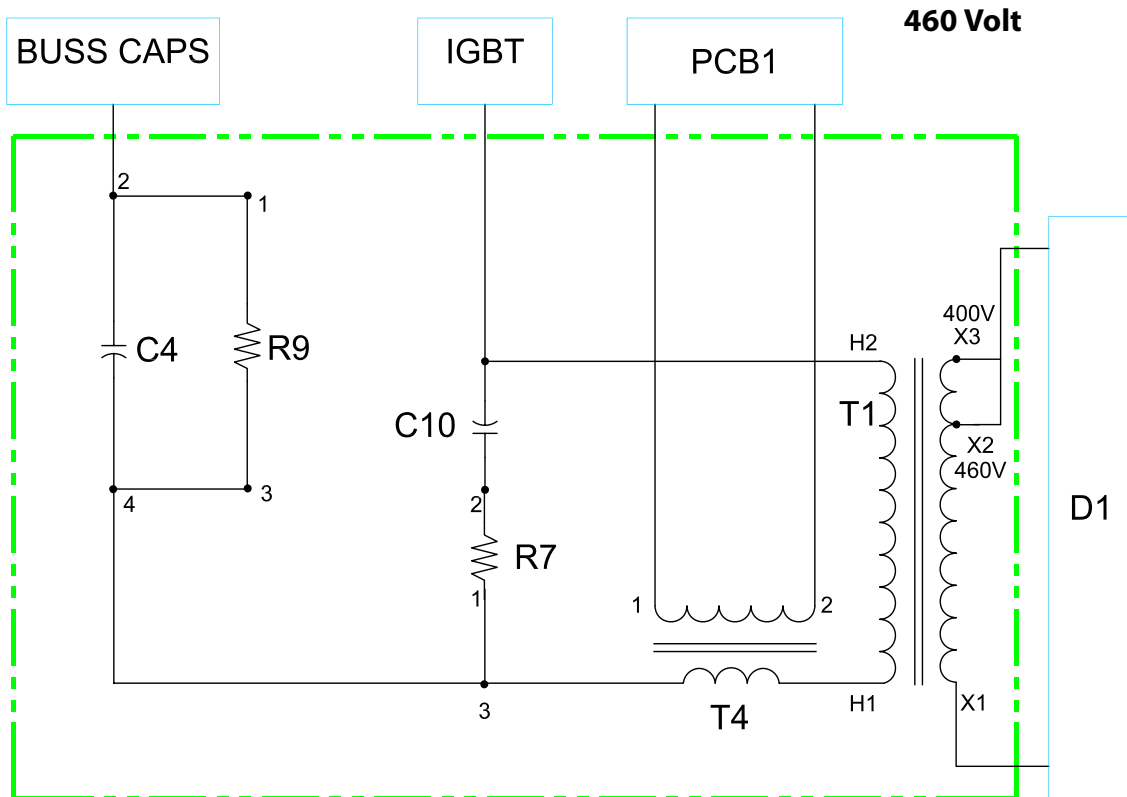 460 Volt
BUSS CAPS
IGBT
PCB1
2
1
400V
X3
H2
C4
R9
T1
C10
X2
460V
4
3
2
D1
R7
1
1
2
H1
X1
3
T4